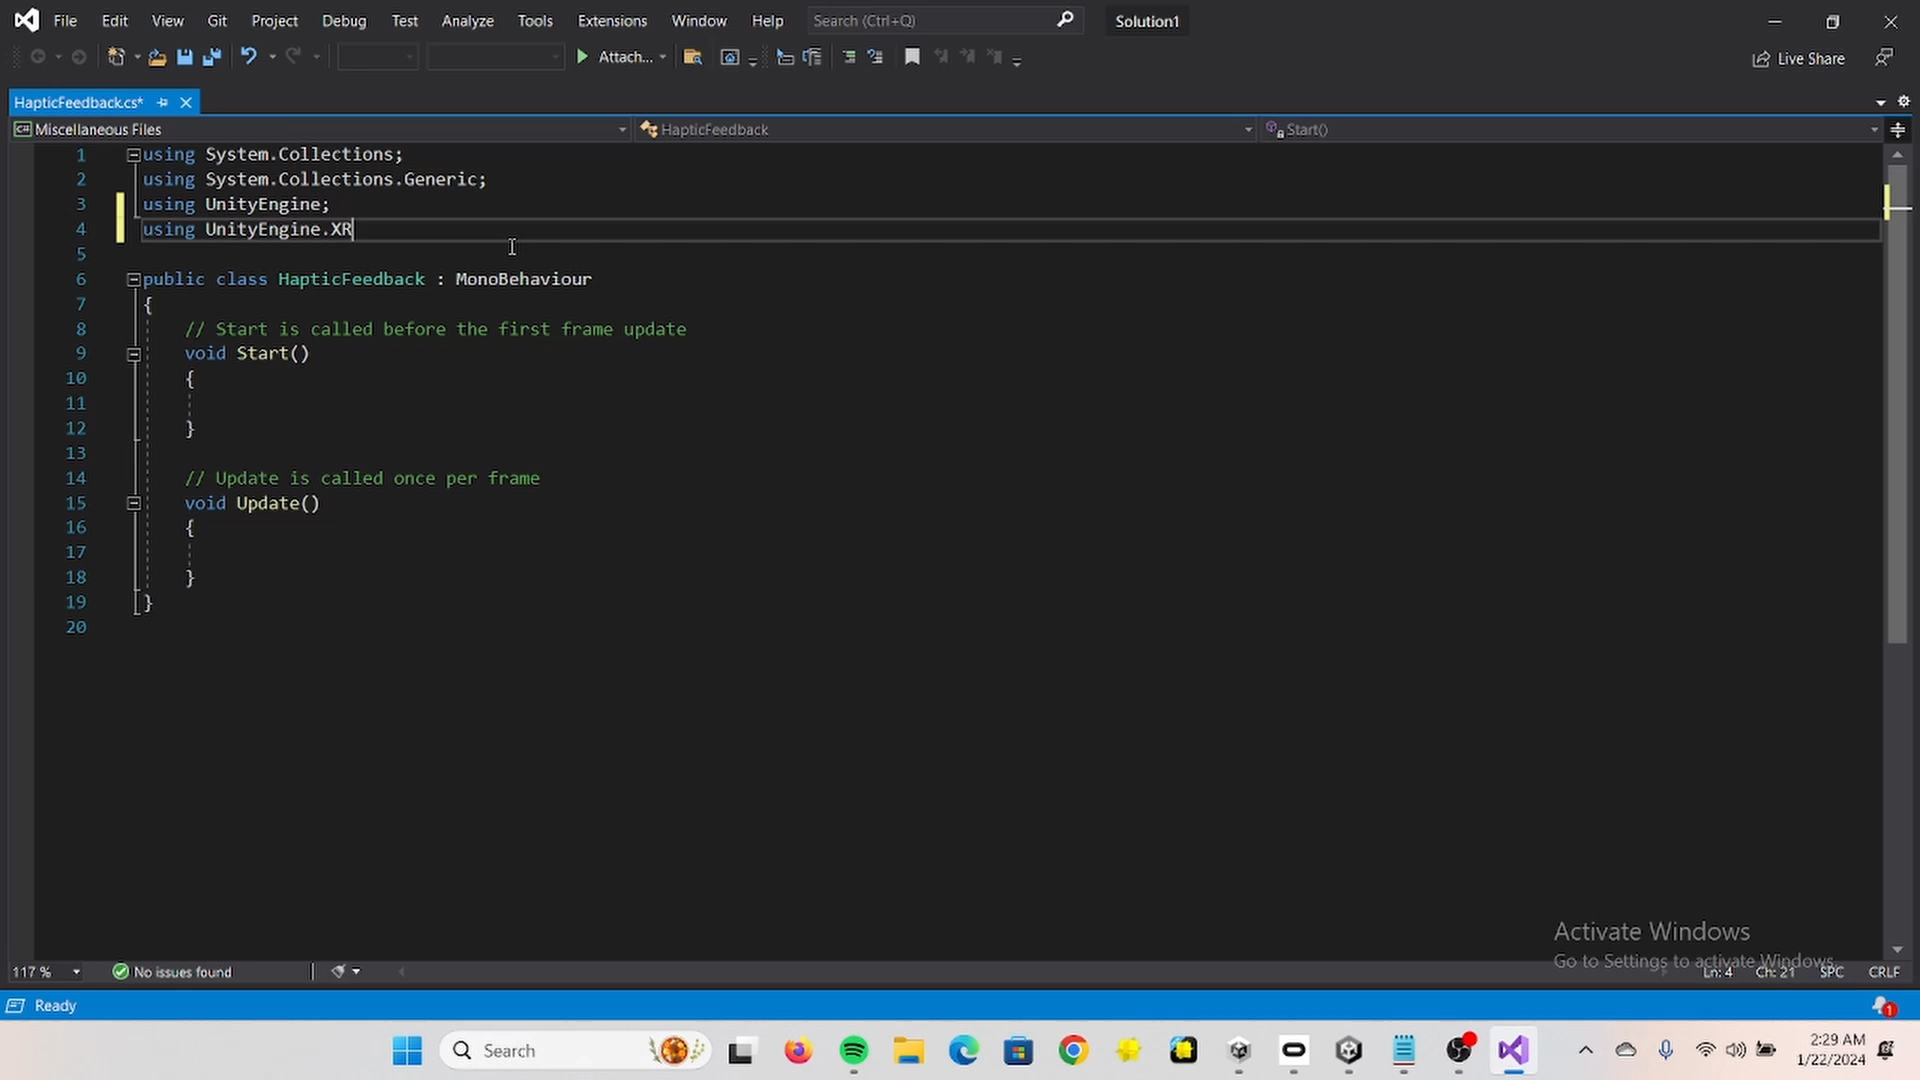 File Edit View Git Project Debug Test Analyze Tools Extensions Window Help Search (Ctrl+Q) Solution1
Attach... Live Share
HapticFeedback.cs*
C# Miscellaneous Files HapticFeedback Start()
1 using System.Collections;
2 using System.Collections.Generic;
3 using UnityEngine;
4 using UnityEngine.XR
5
6 public class HapticFeedback : MonoBehaviour
7 {
8 // Start is called before the first frame update
9 void Start()
10 {
11
12 }
13
14 // Update is called once per frame
15 void Update()
16 {
17
18 }
19 }
20
Activate Windows
Go to Settings to activate Windows.
117 % No issues found Ln: 4 Ch: 21 SPC CRLF
Ready 1
Search 2:29 AM
1/22/2024